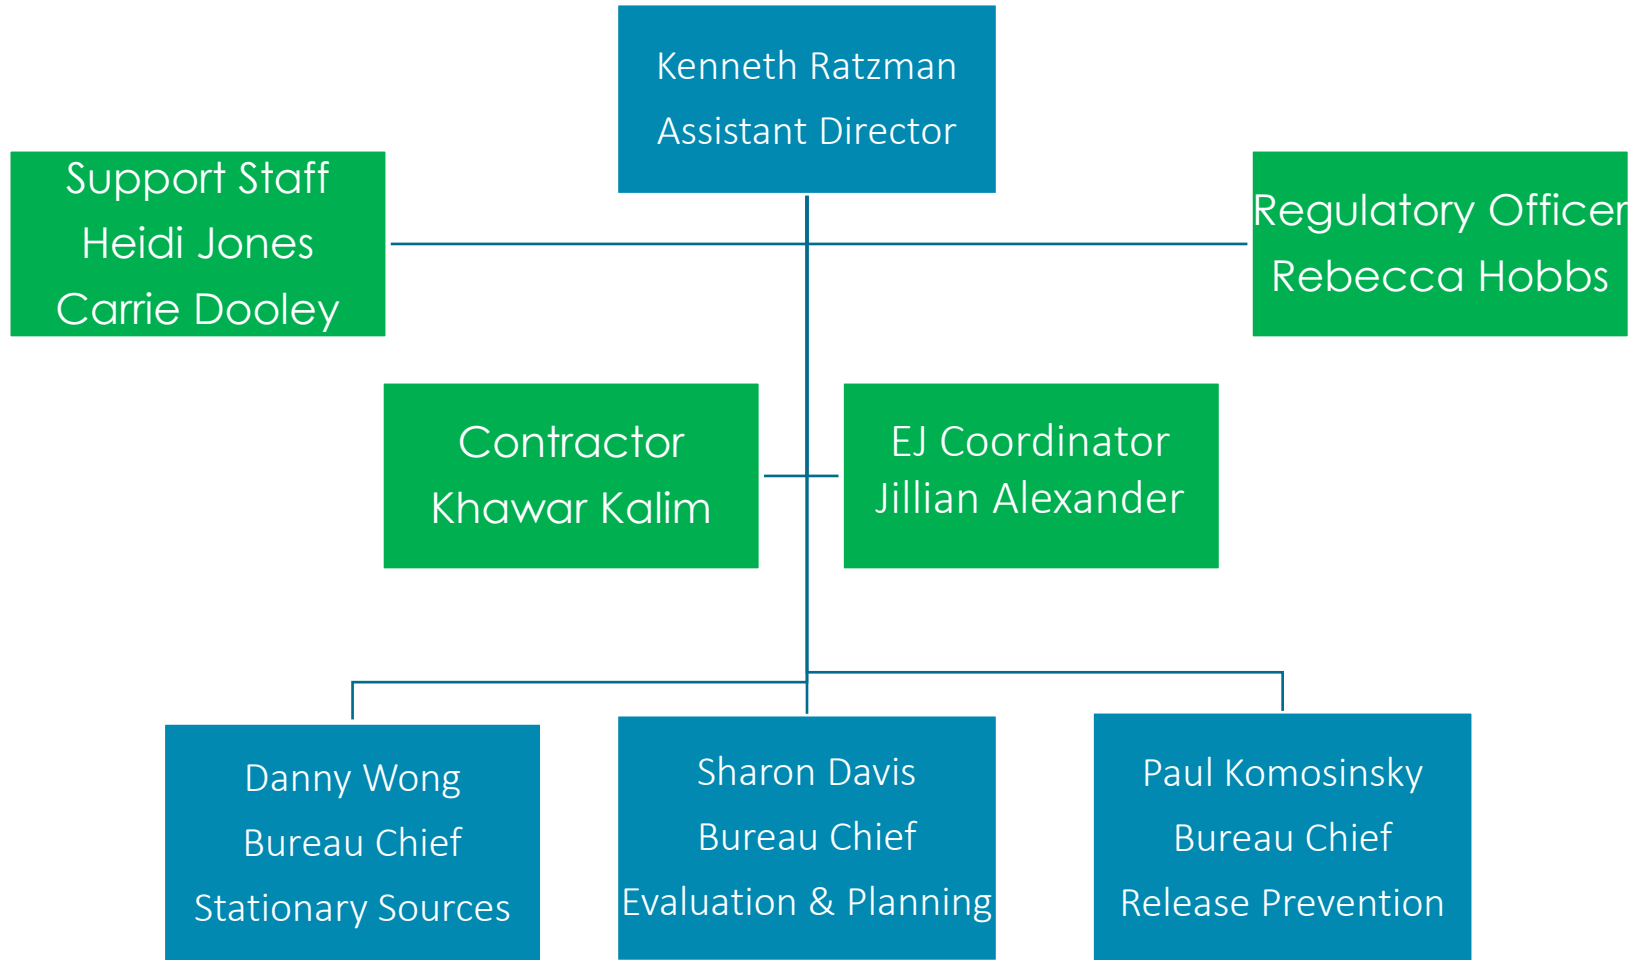 Kenneth Ratzman
Assistant Director
Support Staff
Heidi Jones
Carrie Dooley
Regulatory Officer
Rebecca Hobbs
Contractor
Khawar Kalim
EJ Coordinator
Jillian Alexander
Danny Wong
Bureau Chief
Stationary Sources
Sharon Davis
Bureau Chief
Evaluation & Planning
Paul Komosinsky
Bureau Chief
Release Prevention